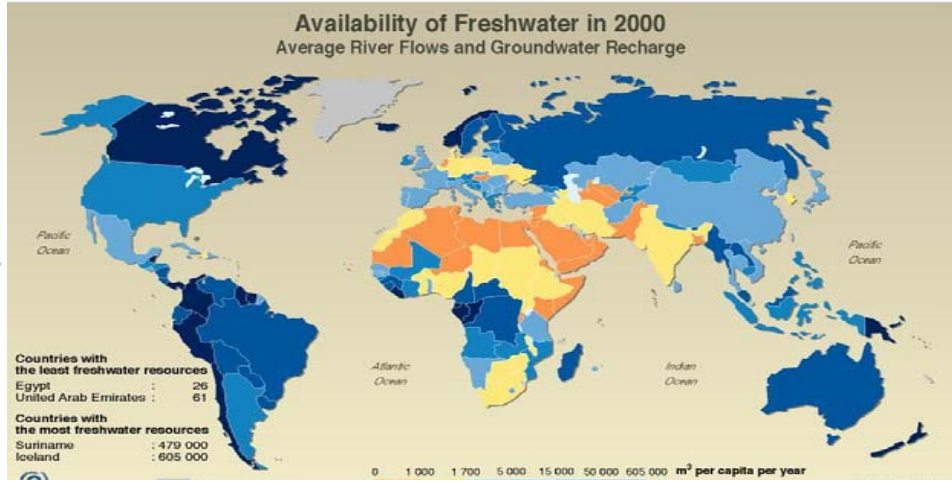 Availability of Freshwater in 2000
Average River Flows and Groundwater Recharge
Pacific
Ocean
Pacific
Ocean
Atlantic
Ocean
Indian
Ocean
Countries with
the least freshwater resources
Egypt : 26
United Arab Emirates : 61
Countries with
the most freshwater resources
Suriname : 479 000
Iceland : 605 000
0 1 000 1 700 5 000 15 000 50 000 605 000 m³ per capita per year